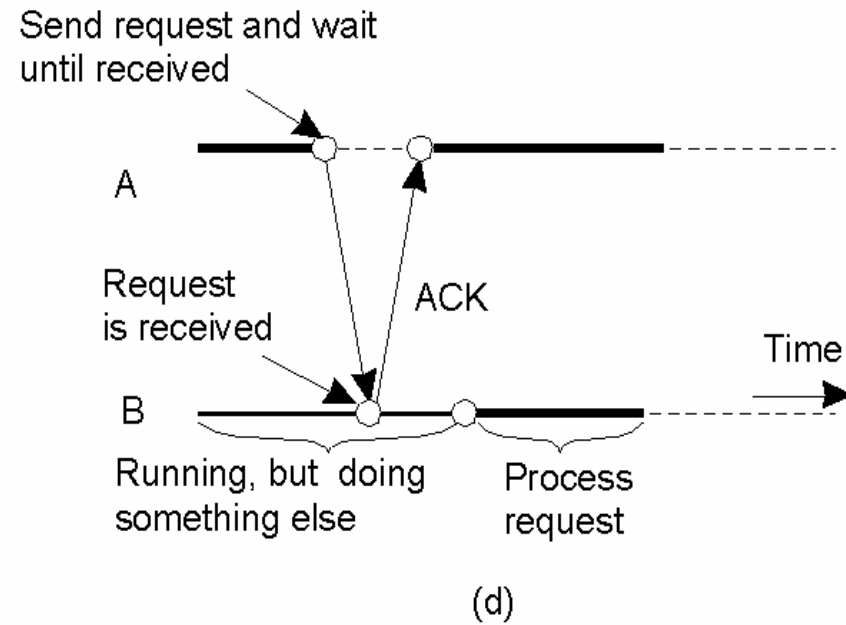 Send request and wait
until received
A
Request
is received
ACK
Time
B
Running, but doing
something else
Process
request
(d)